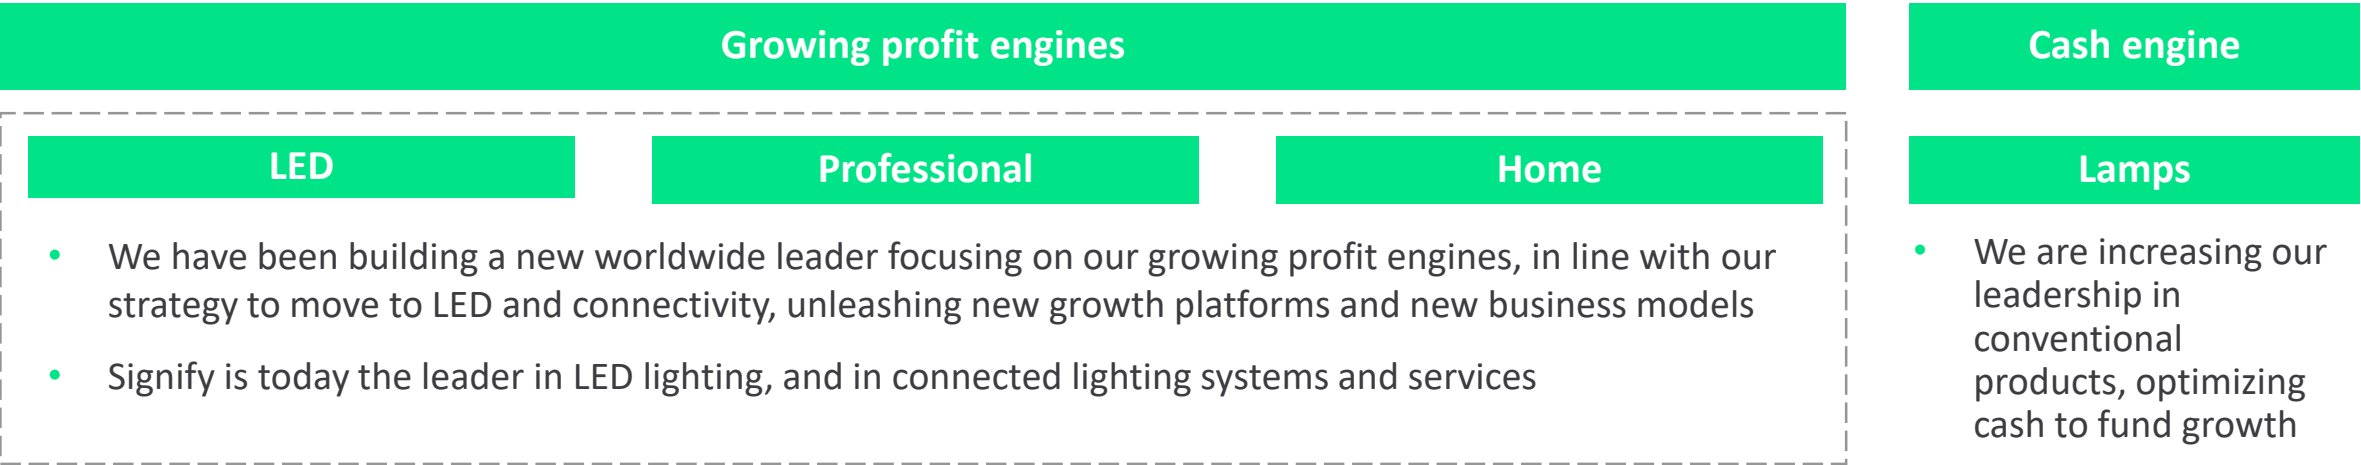 Growing profit engines
Cash engine
LED
Professional
Home
Lamps
• We have been building a new worldwide leader focusing on our growing profit engines, in line with our
strategy to move to LED and connectivity, unleashing new growth platforms and new business models
• Signify is today the leader in LED lighting, and in connected lighting systems and services
• We are increasing our
leadership in
conventional
products, optimizing
cash to fund growth